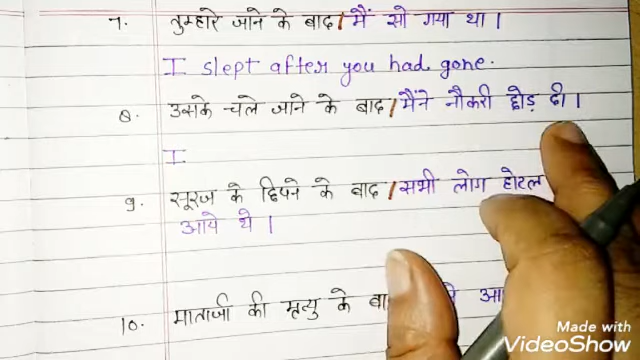 7. तुम्हारे जाने के बाद / मैं सो गया था ।
I slept after you had gone.
8. उसके चले जाने के बाद / मैंने नौकरी छोड़ दी ।
I
9. सूरज के छिपने के बाद / सभी लोग होटल
आये थे ।
10. माताजी की मृत्यु के
Made with
VideoShow